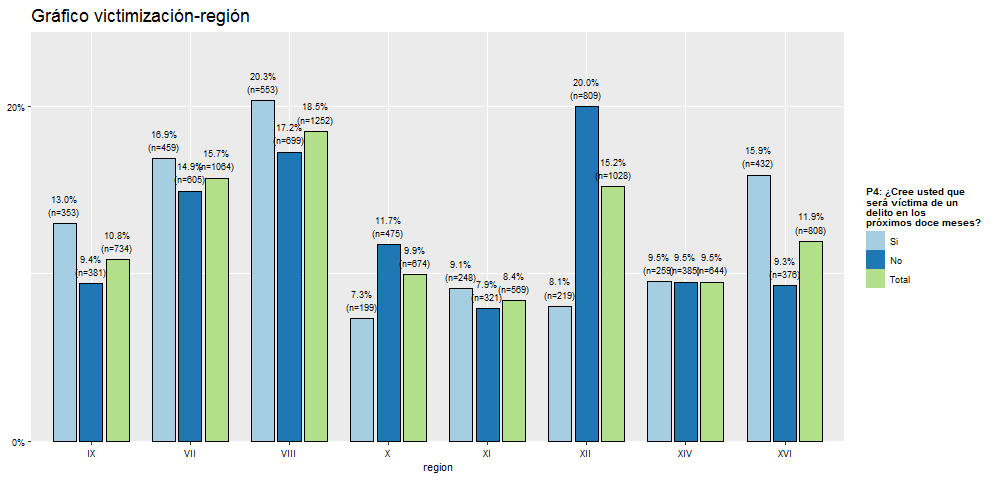 Gráfico victimización-región
20%
0%
13.0%
(n=353)
9.4%
(n=381)
10.8%
(n=734)
16.9%
(n=459)
14.9%
(n=605)
15.7%
(n=1064)
20.3%
(n=553)
17.2%
(n=699)
18.5%
(n=1252)
7.3%
(n=199)
11.7%
(n=475)
9.9%
(n=674)
9.1%
(n=248)
7.9%
(n=321)
8.4%
(n=569)
8.1%
(n=219)
20.0%
(n=809)
15.2%
(n=1028)
9.5%
(n=259)
9.5%
(n=385)
9.5%
(n=644)
15.9%
(n=432)
9.3%
(n=376)
11.9%
(n=808)
IX VII VIII X XI XII XIV XVI
region
P4: ¿Cree usted que
será víctima de un
delito en los
próximos doce meses?
Si
No
Total